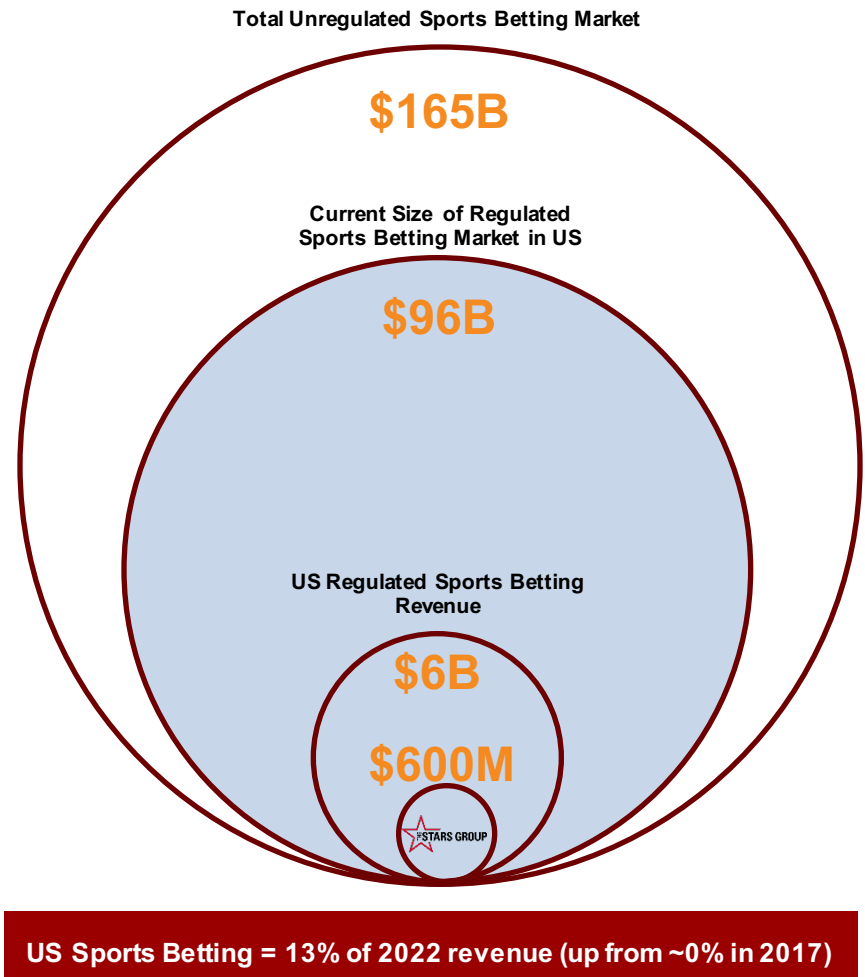 Total Unregulated Sports Betting Market
$165B
Current Size of Regulated
Sports Betting Market in US
$96B
US Regulated Sports Betting
Revenue
$6B
$600M
THE STARS GROUP
US Sports Betting = 13% of 2022 revenue (up from ~0% in 2017)